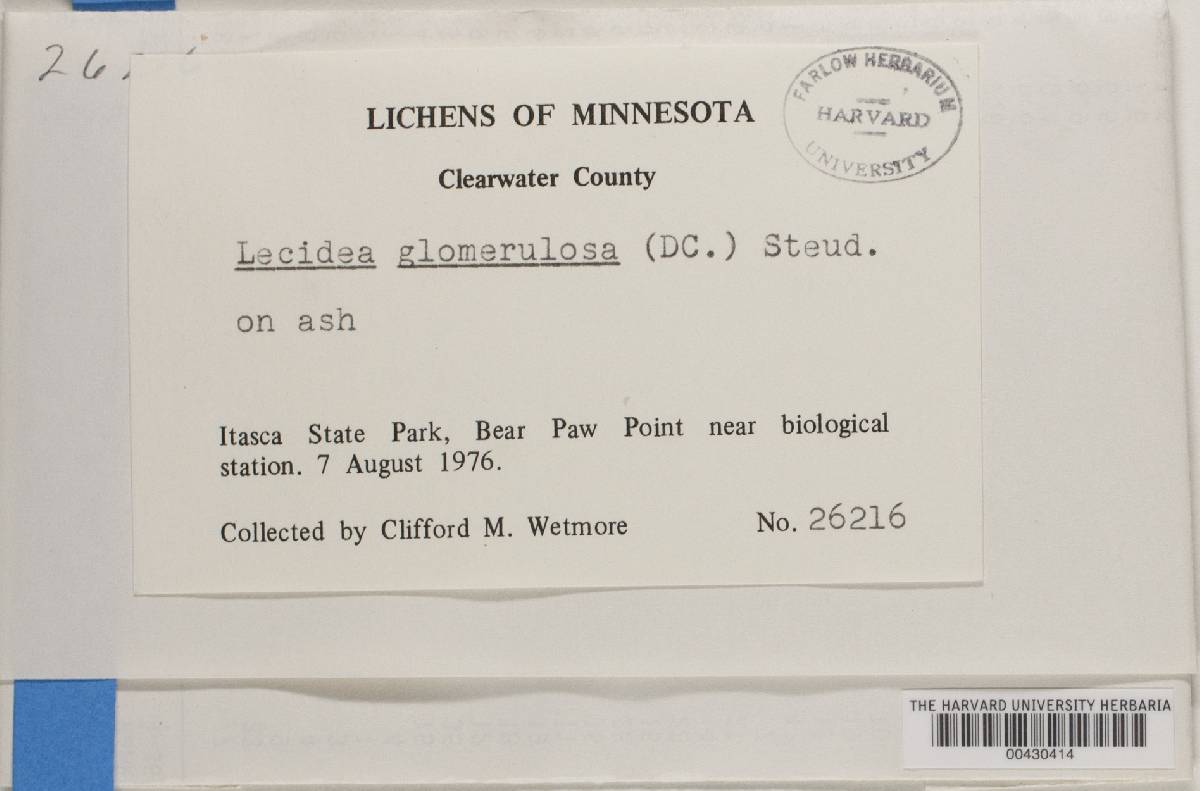 LICHENS OF MINNESOTA
FARLOW HERBARIUM
HARVARD
UNIVERSITY
Clearwater County
Lecidea glomerulosa (DC.) Steud.
on ash
Itasca State Park, Bear Paw Point near biological
station. 7 August 1976.
Collected by Clifford M. Wetmore
No. 26216
THE HARVARD UNIVERSITY HERBARIA
00430414